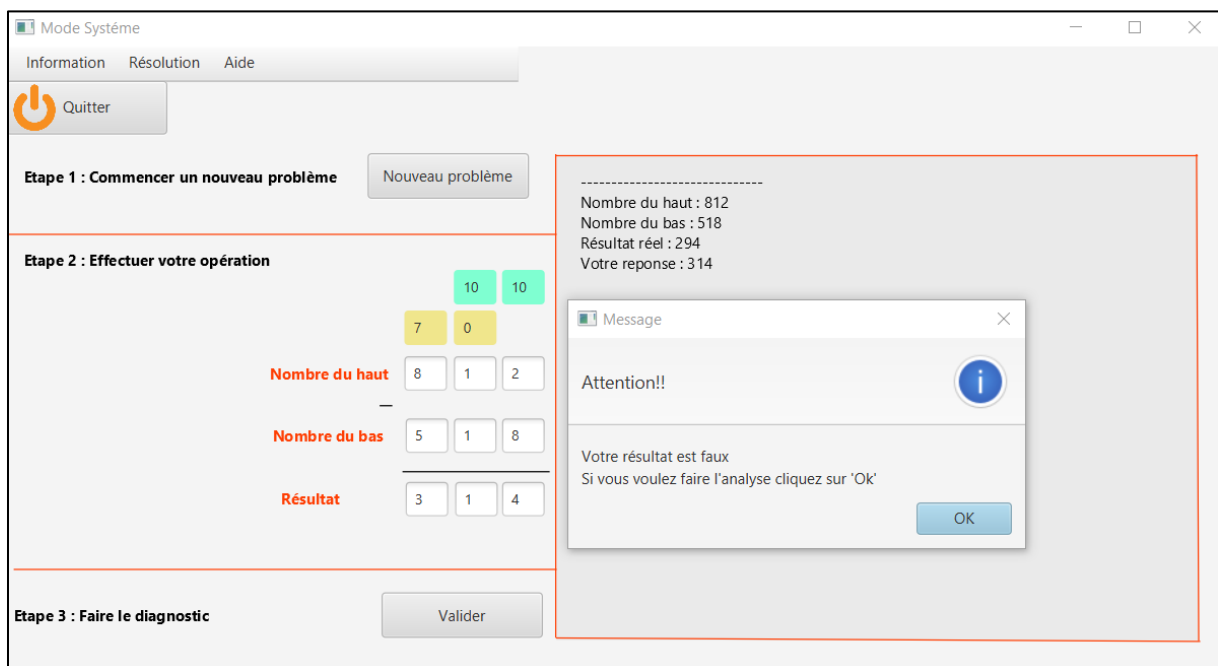 Mode Systéme
Information Résolution Aide
Quitter
Etape 1 : Commencer un nouveau problème
Nouveau problème
Etape 2 : Effectuer votre opération
10 10
7 0
Nombre du haut 8 1 2
—
Nombre du bas 5 1 8
Résultat 3 1 4
Etape 3 : Faire le diagnostic
Valider
------------------------------
Nombre du haut : 812
Nombre du bas : 518
Résultat réel : 294
Votre reponse : 314
Message
Attention!!
i
Votre résultat est faux
Si vous voulez faire l'analyse cliquez sur 'Ok'
OK